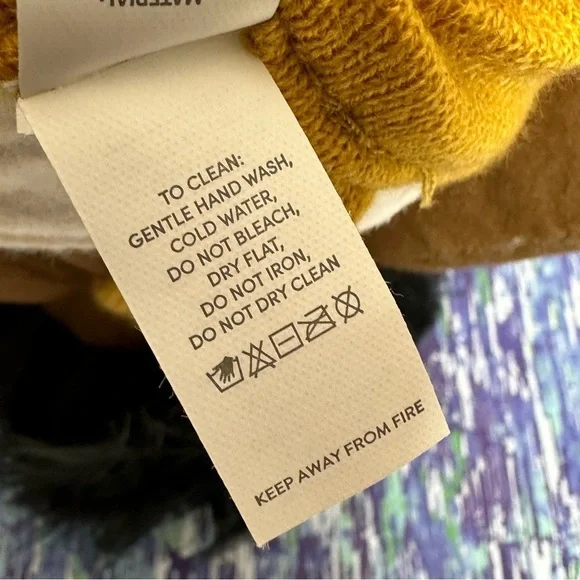 MATERIAL.
TO CLEAN:
GENTLE HAND WASH,
COLD WATER,
DO NOT BLEACH,
DRY FLAT,
DO NOT IRON,
DO NOT DRY CLEAN
KEEP AWAY FROM FIRE